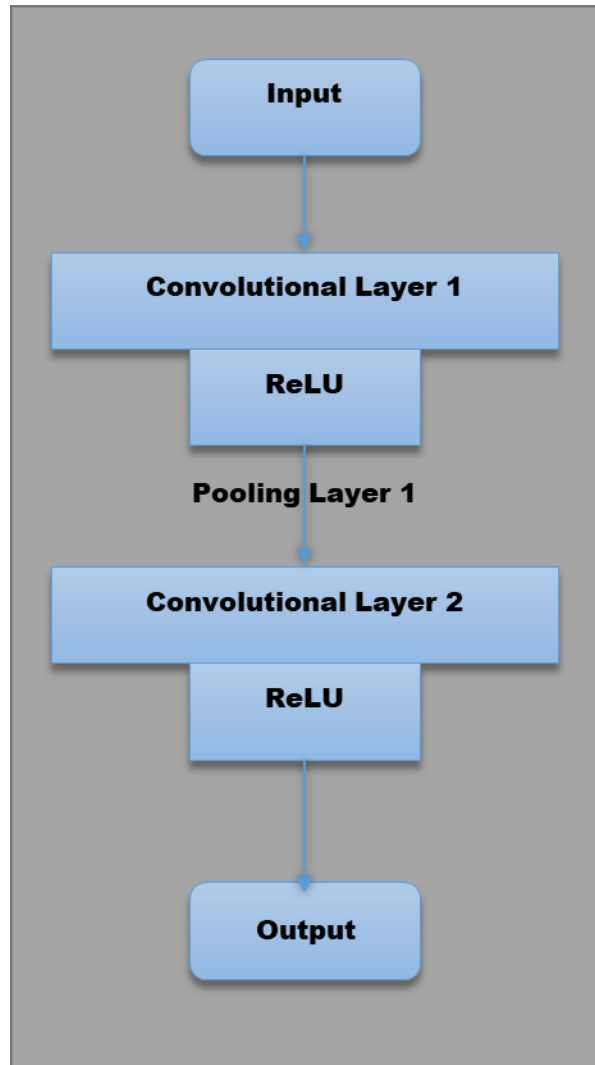 Input
Convolutional Layer 1
ReLU
Pooling Layer 1
Convolutional Layer 2
ReLU
Output